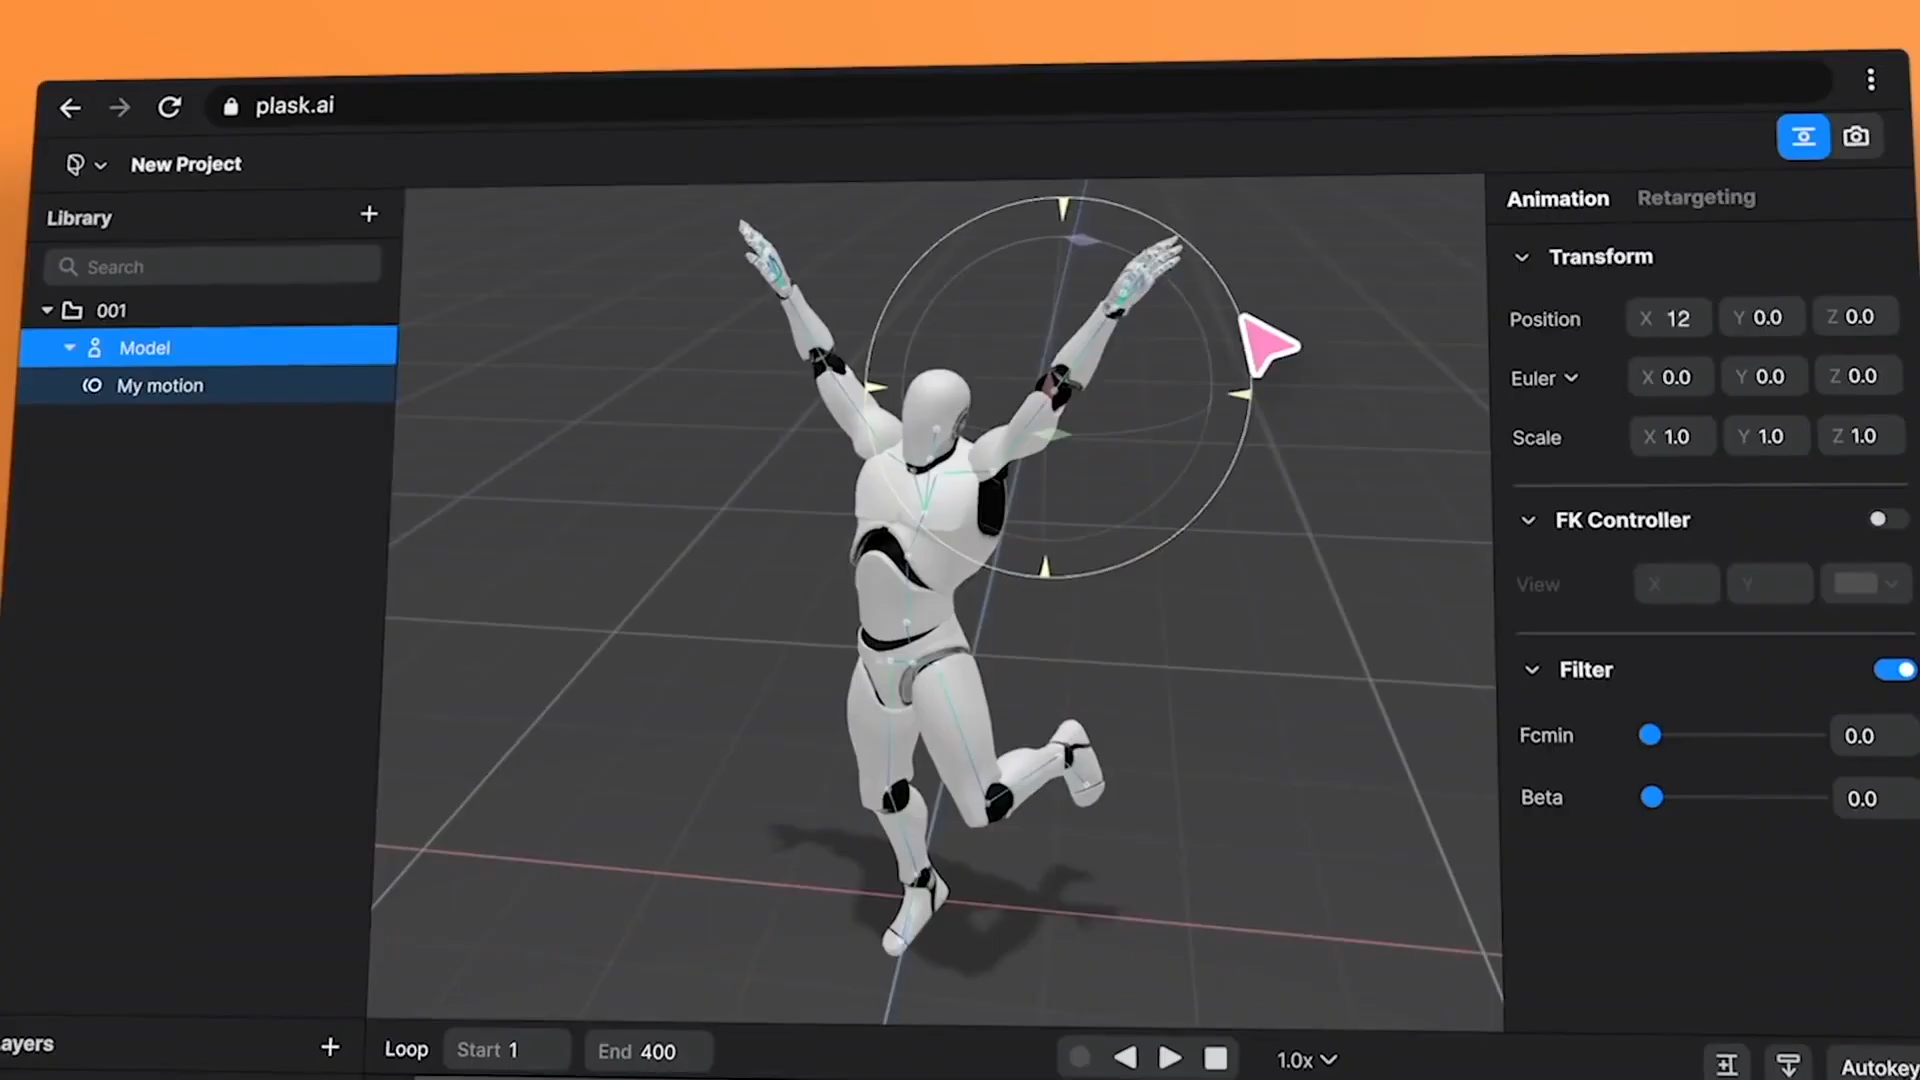 plask.ai
New Project
Library
Search
001
Model
My motion
Animation Retargeting
Transform
Position X 12 Y 0.0 Z 0.0
Euler X 0.0 Y 0.0 Z 0.0
Scale X 1.0 Y 1.0 Z 1.0
FK Controller
View X Y
Filter
Fcmin 0.0
Beta 0.0
ayers
Loop Start 1 End 400 1.0x Autokey